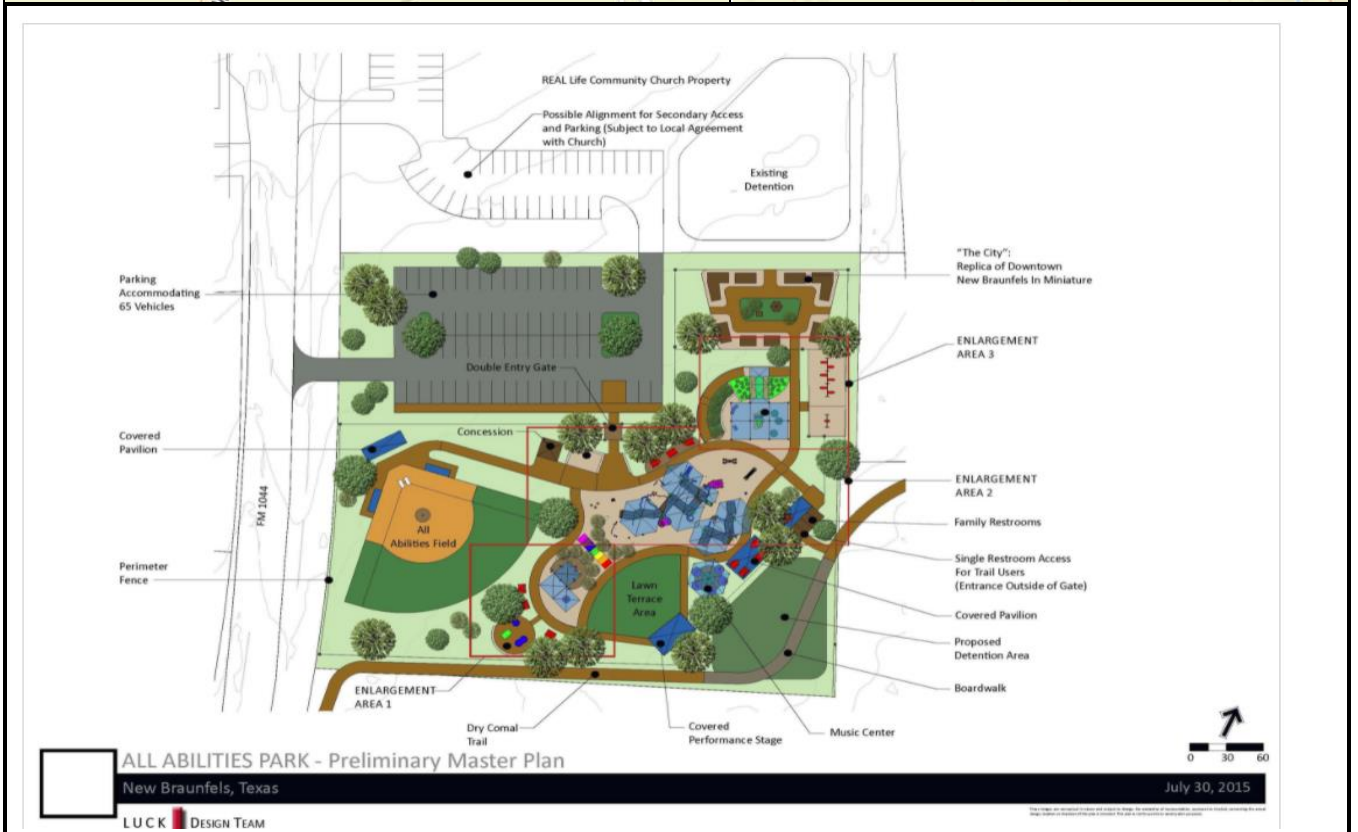 REAL Life Community Church Property
Possible Alignment for Secondary Access
and Parking (Subject to Local Agreement
with Church)
Existing
Detention
"The City":
Replica of Downtown
New Braunfels In Miniature
Parking
Accommodating
65 Vehicles
ENLARGEMENT
AREA 3
Double Entry Gate
Concession
Covered
Pavilion
ENLARGEMENT
AREA 2
FM 1044
All
Abilities Field
Family Restrooms
Perimeter
Fence
Single Restroom Access
For Trail Users
(Entrance Outside of Gate)
Lawn
Terrace
Area
Covered Pavilion
Proposed
Detention Area
Boardwalk
ENLARGEMENT
AREA 1
Dry Comal
Trail
Covered
Performance Stage
Music Center
0 30 60
ALL ABILITIES PARK - Preliminary Master Plan
New Braunfels, Texas
July 30, 2015
LUCK DESIGN TEAM